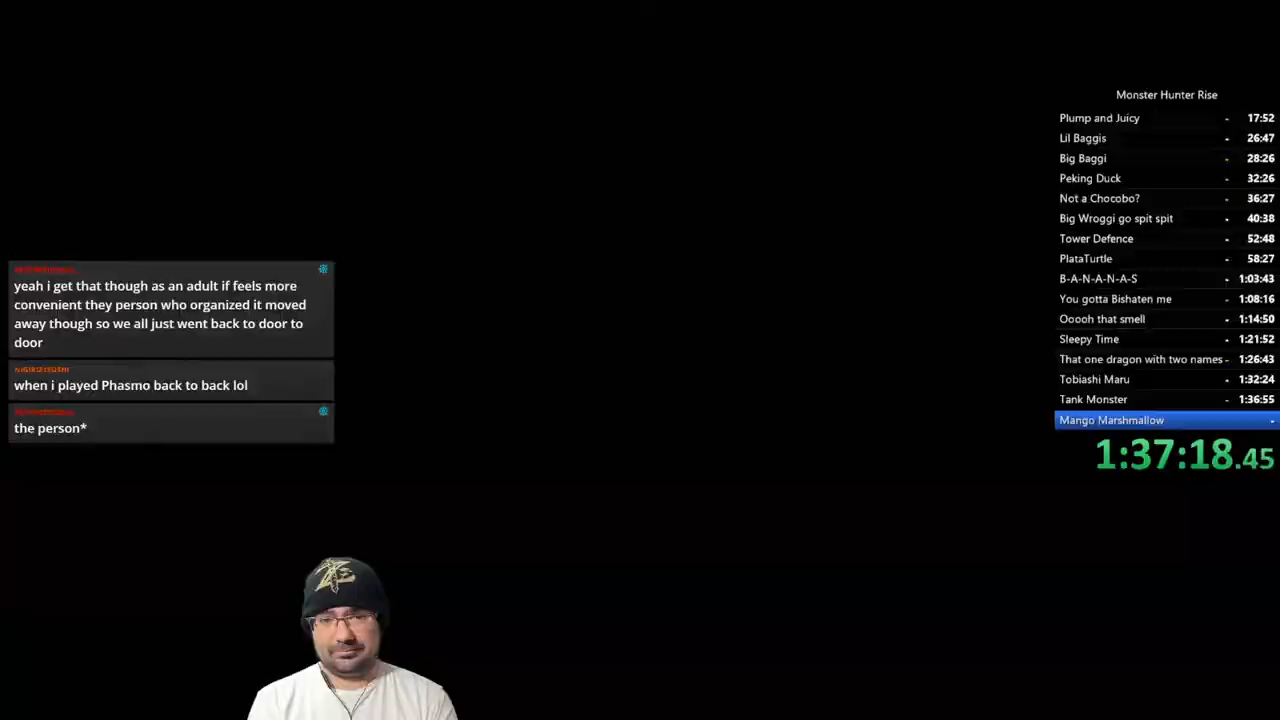 Monster Hunter Rise
Plump and Juicy - 17:52
Lil Baggis - 26:47
Big Baggi - 28:26
Peking Duck - 32:26
Not a Chocobo? - 36:27
Big Wroggi go spit spit - 40:38
Tower Defence - 52:48
PlataTurtle - 58:27
B-A-N-A-N-A-S - 1:03:43
You gotta Bishaten me - 1:08:16
Ooooh that smell - 1:14:50
Sleepy Time - 1:21:52
That one dragon with two names - 1:26:43
Tobiashi Maru - 1:32:24
Tank Monster - 1:36:55
Mango Marshmallow -
1:37:18.45
yeah i get that though as an adult if feels more
convenient they person who organized it moved
away though so we all just went back to door to
door
when i played Phasmo back to back lol
the person*